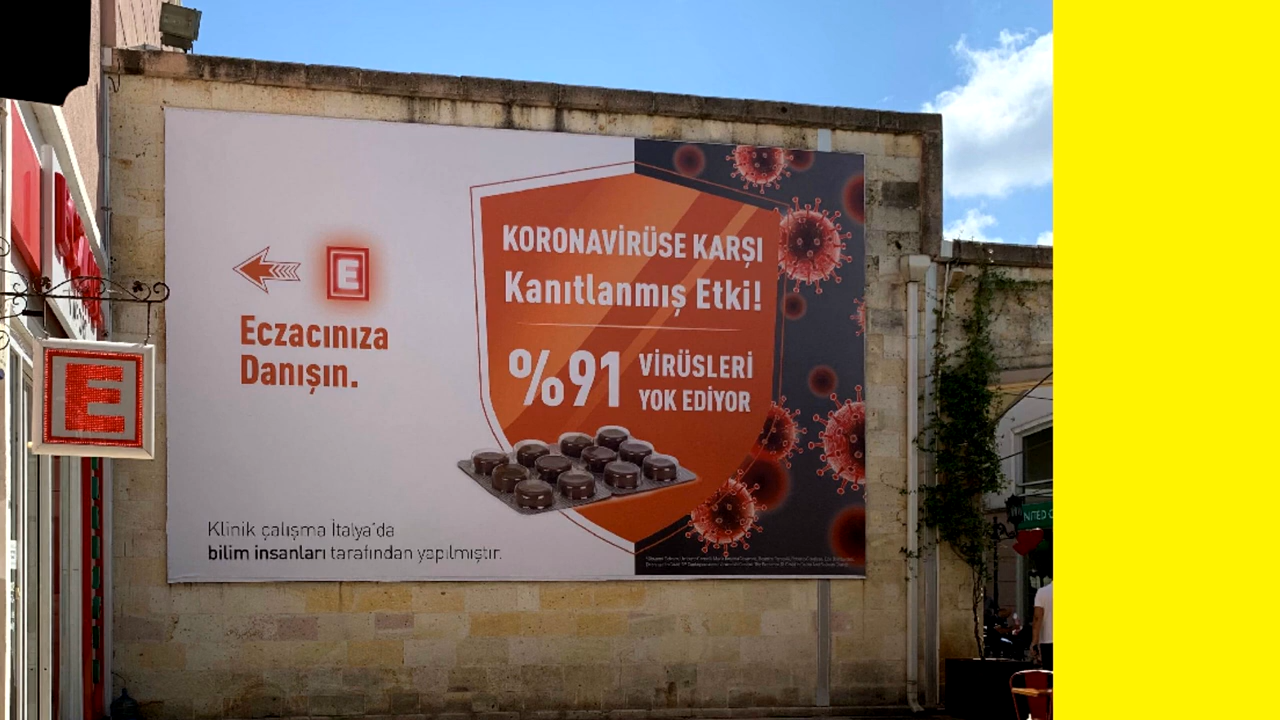 KORONAVİRÜSE KARŞI
Kanıtlanmış Etki!
%91 VİRÜSLERİ
YOK EDİYOR
E
Eczacınıza
Danışın.
E
Klinik çalışma İtalya'da
bilim insanları tarafından yapılmıştır.